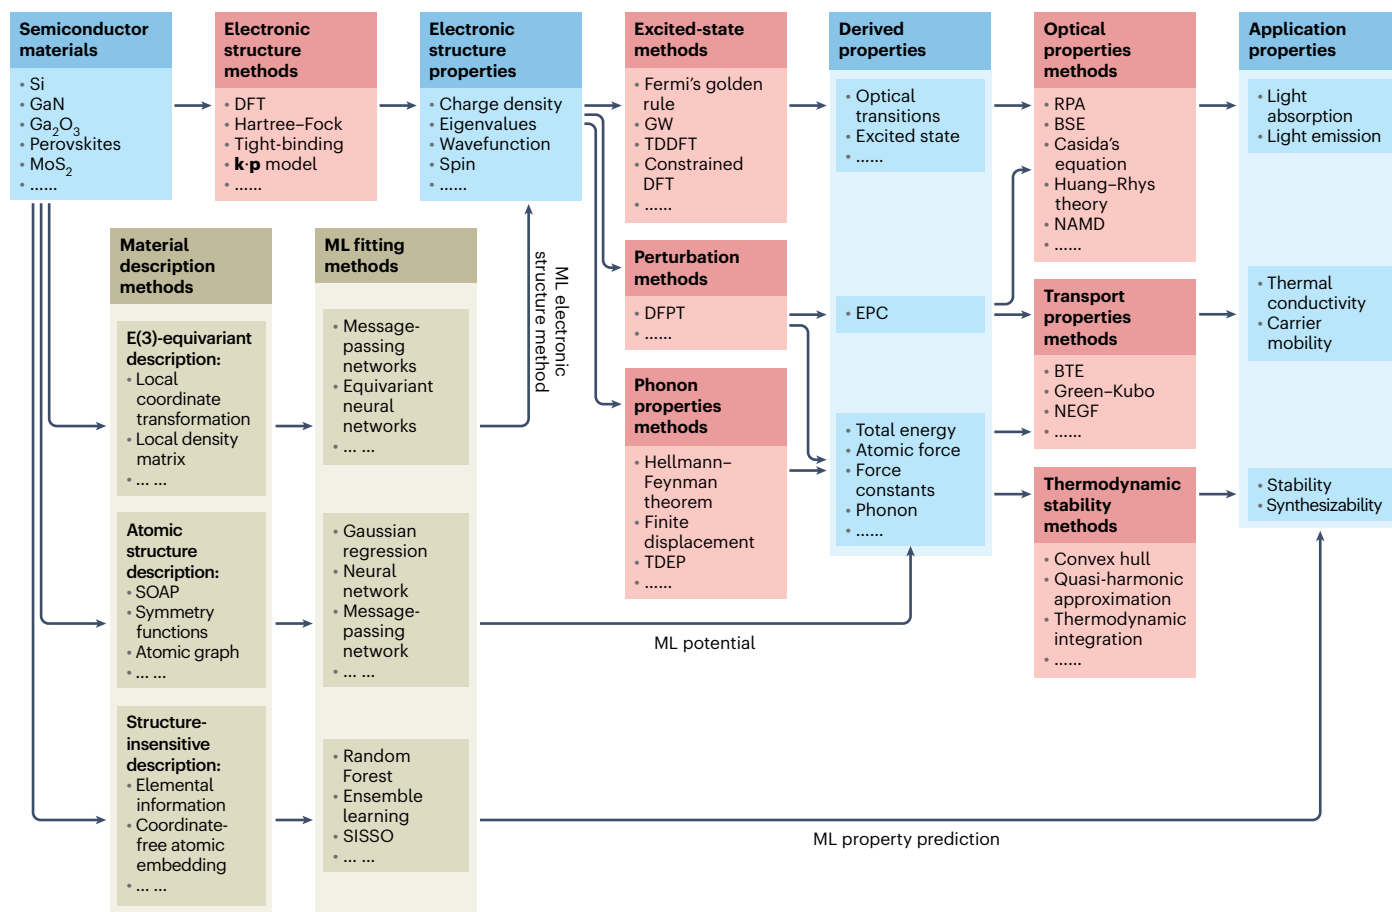 Semiconductor
materials
• Si
• GaN
• Ga₂O₃
• Perovskites
• MoS₂
• ......
Electronic
structure
methods
• DFT
• Hartree–Fock
• Tight-binding
• k·p model
• ......
Electronic
structure
properties
• Charge density
• Eigenvalues
• Wavefunction
• Spin
• ......
Excited-state
methods
• Fermi's golden
rule
• GW
• TDDFT
• Constrained
DFT
• ......
Derived
properties
• Optical
transitions
• Excited state
• ......
Optical
properties
methods
• RPA
• BSE
• Casida's
equation
• Huang–Rhys
theory
• NAMD
• ......
Application
properties
• Light
absorption
• Light emission
Material
description
methods
E(3)-equivariant
description:
• Local
coordinate
transformation
• Local density
matrix
• ... ...
Atomic
structure
description:
• SOAP
• Symmetry
functions
• Atomic graph
• ... ...
Structure-
insensitive
description:
• Elemental
information
• Coordinate-
free atomic
embedding
• ... ...
ML fitting
methods
• Message-
passing
networks
• Equivariant
neural
networks
• ... ...
• Gaussian
regression
• Neural
network
• Message-
passing
network
• ... ...
• Random
Forest
• Ensemble
learning
• SISSO
• ... ...
ML electronic
structure method
Perturbation
methods
• DFPT
• ......
Phonon
properties
methods
• Hellmann–
Feynman
theorem
• Finite
displacement
• TDEP
• ......
• EPC
• Total energy
• Atomic force
• Force
constants
• Phonon
• ......
Transport
properties
methods
• BTE
• Green–Kubo
• NEGF
• ......
Thermodynamic
stability
methods
• Convex hull
• Quasi-harmonic
approximation
• Thermodynamic
integration
• ......
• Thermal
conductivity
• Carrier
mobility
• Stability
• Synthesizability
ML potential
ML property prediction